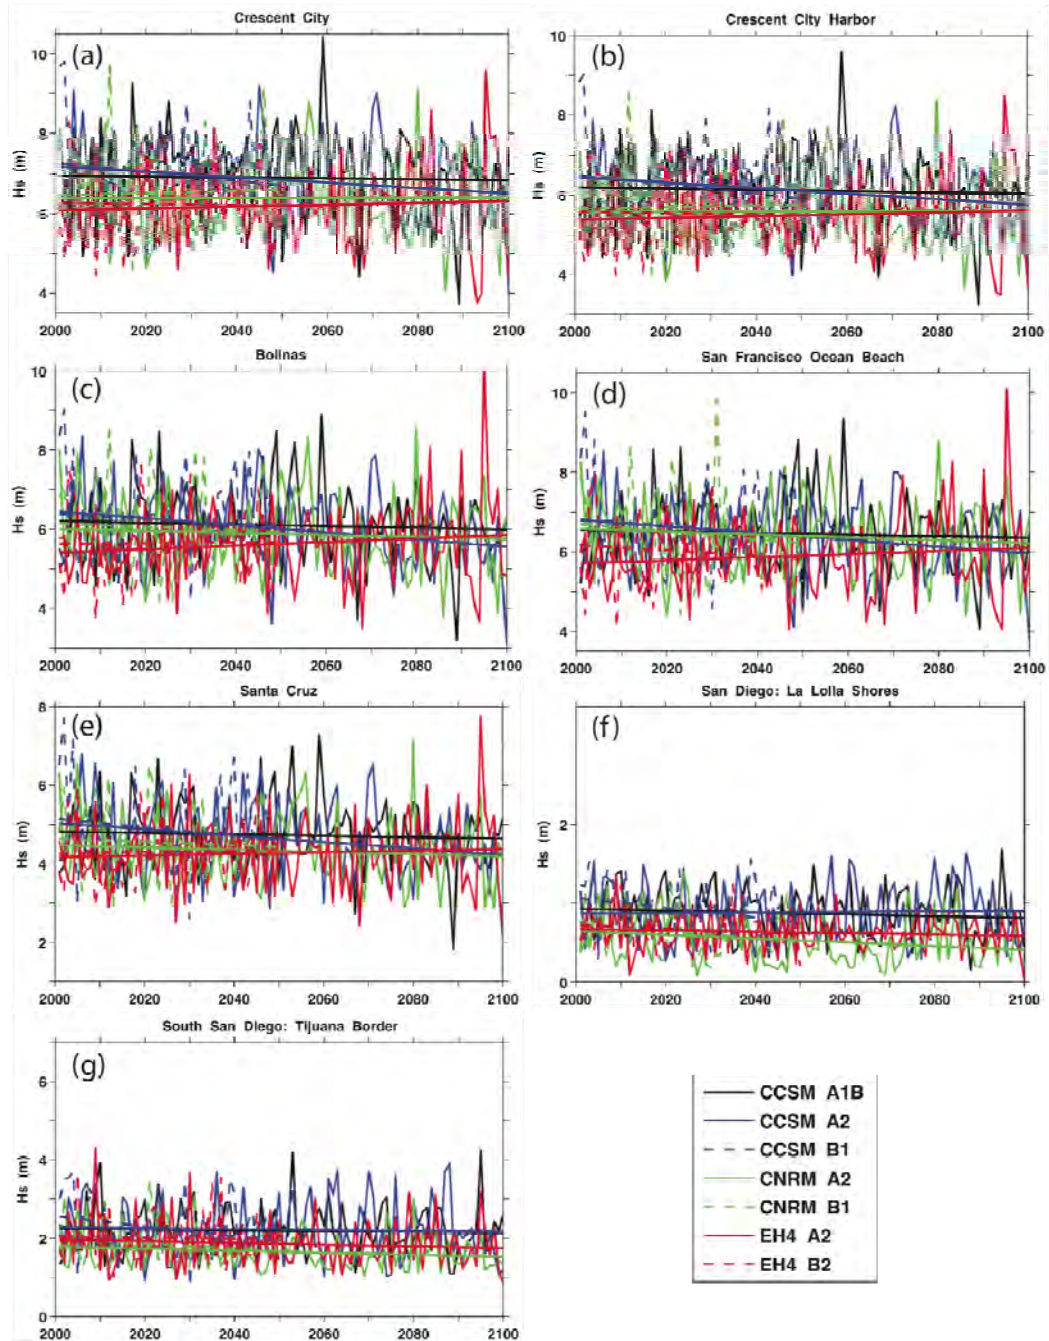 Crescent City
Crescent City Harbor
(a)
(b)
Hs (m)
Hs (m)
10
8
6
4
10
8
6
4
2000 2020 2040 2060 2080 2100
2000 2020 2040 2060 2080 2100
Bolinas
San Francisco Ocean Beach
(c)
(d)
Hs (m)
Hs (m)
10
8
6
4
10
8
6
4
2000 2020 2040 2060 2080 2100
2000 2020 2040 2060 2080 2100
Santa Cruz
San Diego: La Lolla Shores
(e)
(f)
Hs (m)
Hs (m)
8
6
4
2
2
0
2000 2020 2040 2060 2080 2100
2000 2020 2040 2060 2080 2100
South San Diego: Tijuana Border
(g)
Hs (m)
6
4
2
0
2000 2020 2040 2060 2080 2100
CCSM A1B
CCSM A2
CCSM B1
CNRM A2
CNRM B1
EH4 A2
EH4 B2